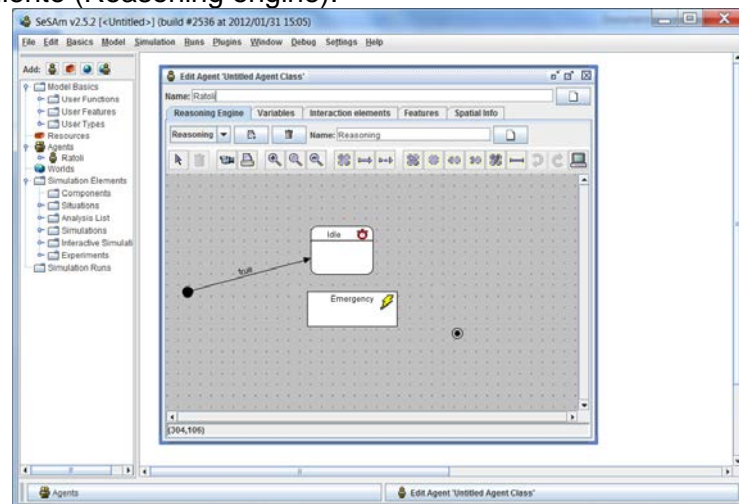 (Reasoning engine).
SeSAm v2.5.2 [<Untitled>] (build #2536 at 2012/01/31 15:05)
File Edit Basics Model Simulation Runs Plugins Window Debug Settings Help
Add:
Model Basics
User Functions
User Features
User Types
Resources
Agents
Ratoli
Worlds
Simulation Elements
Components
Situations
Analysis List
Simulations
Interactive Simulati
Experiments
Simulation Runs
Edit Agent 'Untitled Agent Class'
Name: Ratoli
Reasoning Engine Variables Interaction elements Features Spatial Info
Reasoning Name: Reasoning
Idle
true
Emergency
(304,106)
Agents Edit Agent 'Untitled Agent Class'